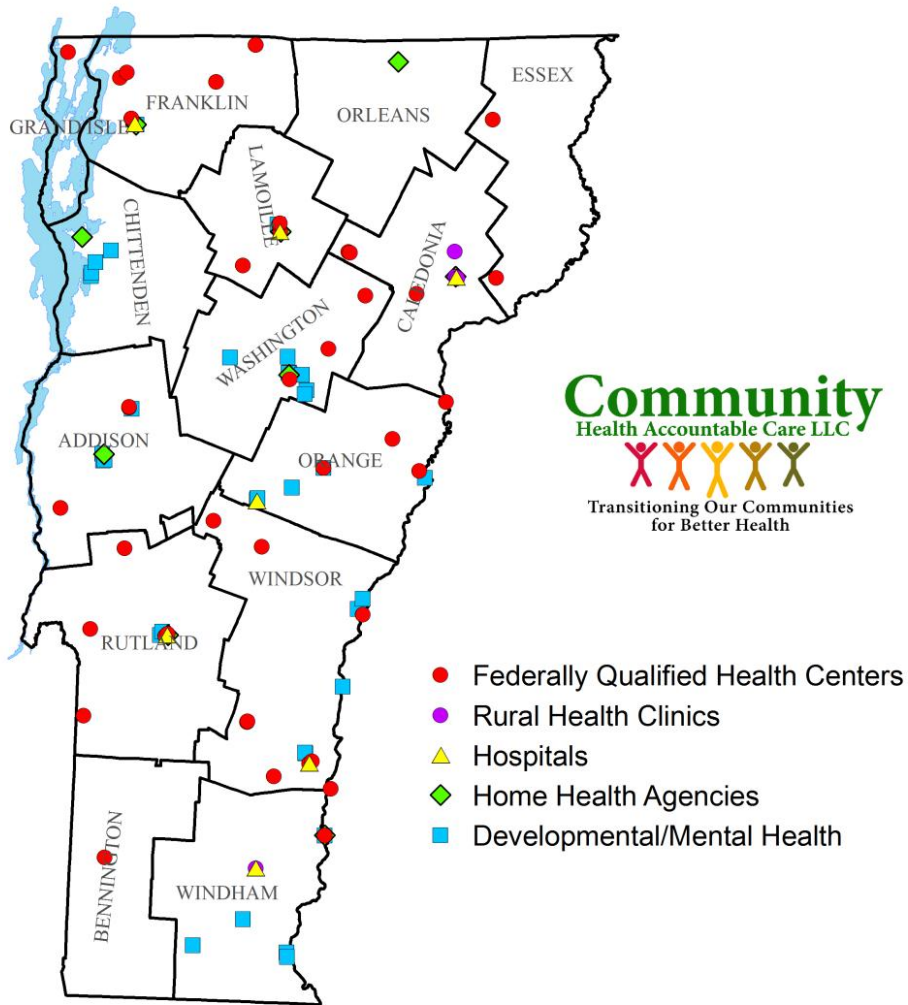 ESSEX
ORLEANS
FRANKLIN
GRAND ISLE
LAMOILLE
CHITTENDEN
CALEDONIA
WASHINGTON
ADDISON
ORANGE
WINDSOR
RUTLAND
BENNINGTON
WINDHAM
Community
Health Accountable Care LLC
Transitioning Our Communities
for Better Health
Federally Qualified Health Centers
Rural Health Clinics
Hospitals
Home Health Agencies
Developmental/Mental Health